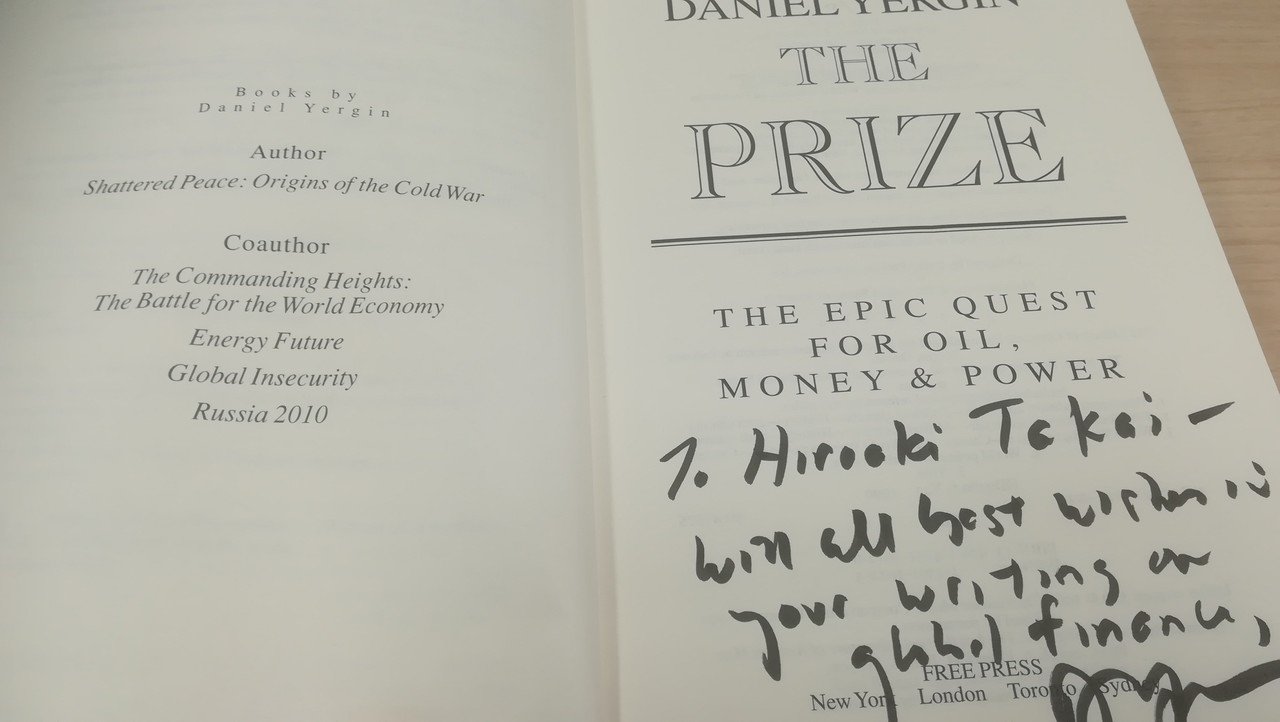 Books by
Daniel Yergin
Author
Shattered Peace: Origins of the Cold War
Coauthor
The Commanding Heights:
The Battle for the World Economy
Energy Future
Global Insecurity
Russia 2010
DANIEL YERGIN
THE
PRIZE
THE EPIC QUEST
FOR OIL,
MONEY & POWER
To Hirooki Takai –
with all best wishes in
your writing on
global finance,
FREE PRESS
New York London Toronto Sydney